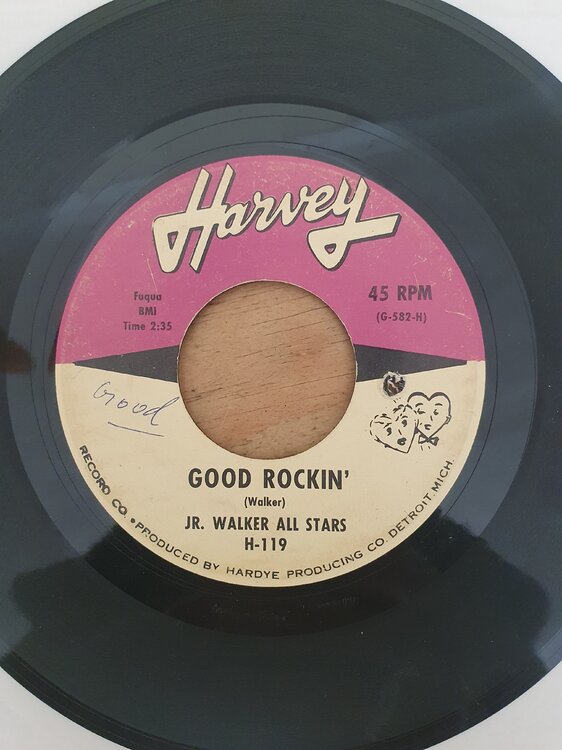 Harvey
Fuqua
BMI
Time 2:35
45 RPM
(G-582-H)
Good
GOOD ROCKIN'
(Walker)
JR. WALKER ALL STARS
H-119
RECORD CO. • PRODUCED BY HARDYE PRODUCING CO. DETROIT, MICH.